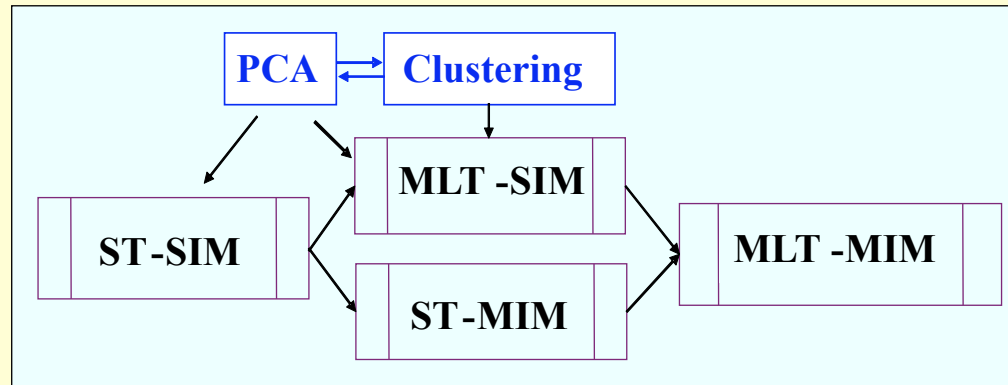 PCA
Clustering
MLT -SIM
ST-SIM
MLT -MIM
ST-MIM